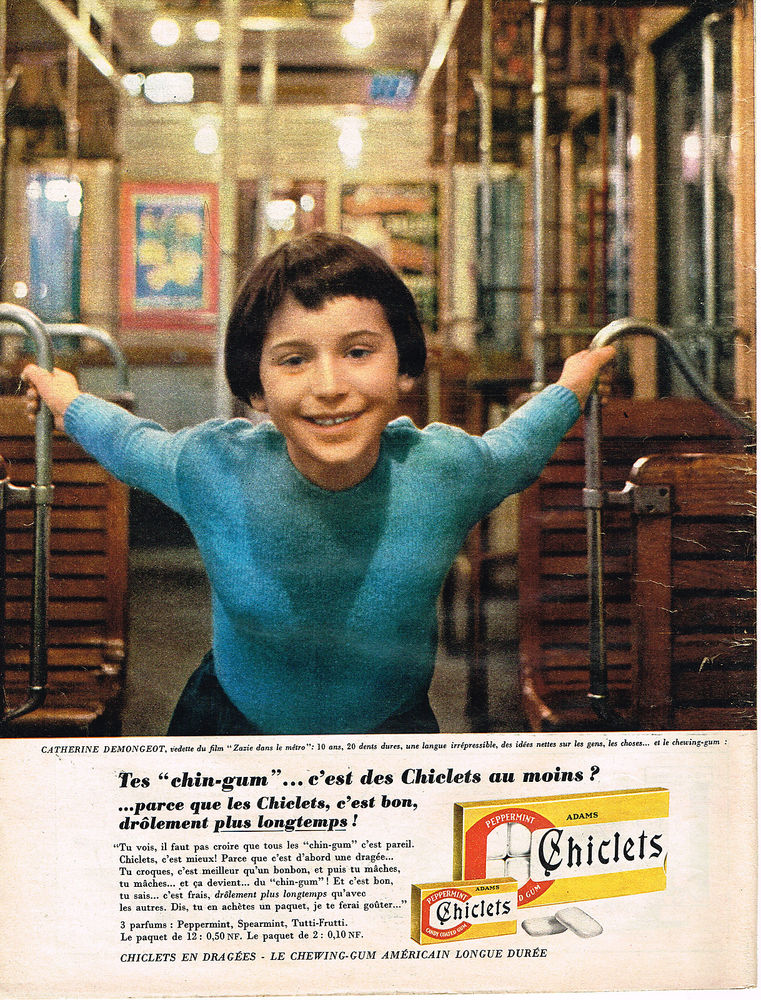 CATHERINE DEMONGEOT, vedette du film "Zazie dans le métro": 10 ans, 20 dents dures, une langue irrépressible, des idées nettes sur les gens, les choses... et le chewing-gum :
Tes "chin-gum"... c'est des Chiclets au moins ?
...parce que les Chiclets, c'est bon,
drôlement plus longtemps !
"Tu vois, il faut pas croire que tous les "chin-gum" c'est pareil.
Chiclets, c'est mieux! Parce que c'est d'abord une dragée...
Tu croques, c'est meilleur qu'un bonbon, et puis tu mâches,
tu mâches... et ça devient... du "chin-gum"! Et c'est bon,
tu sais... c'est frais, drôlement plus longtemps qu'avec
les autres. Dis, tu en achètes un paquet, je te ferai goûter..."
3 parfums : Peppermint, Spearmint, Tutti-Frutti.
Le paquet de 12 : 0,50 NF. Le paquet de 2 : 0,10 NF.
CHICLETS EN DRAGÉES - LE CHEWING-GUM AMÉRICAIN LONGUE DURÉE
PEPPERMINT
ADAMS
Chiclets
D GUM
PEPPERMINT
ADAMS
Chiclets
CANDY COATED GUM